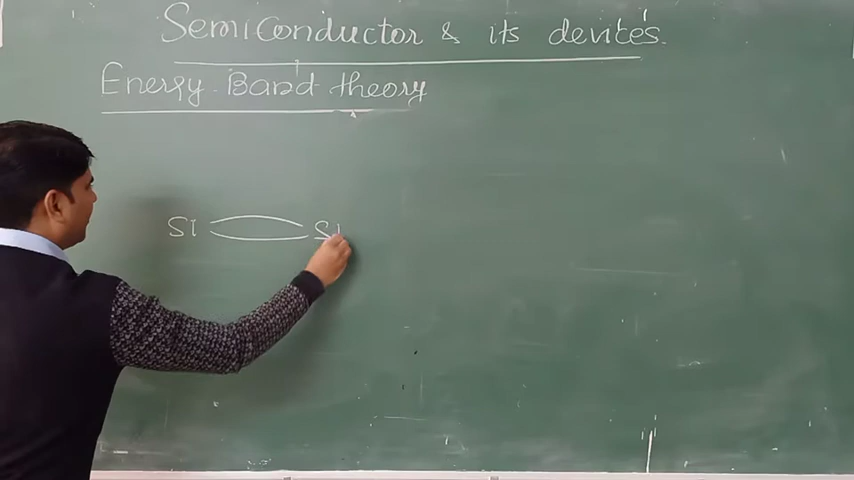 SemiConductor & its devices.
Energy Band theory
Si Si